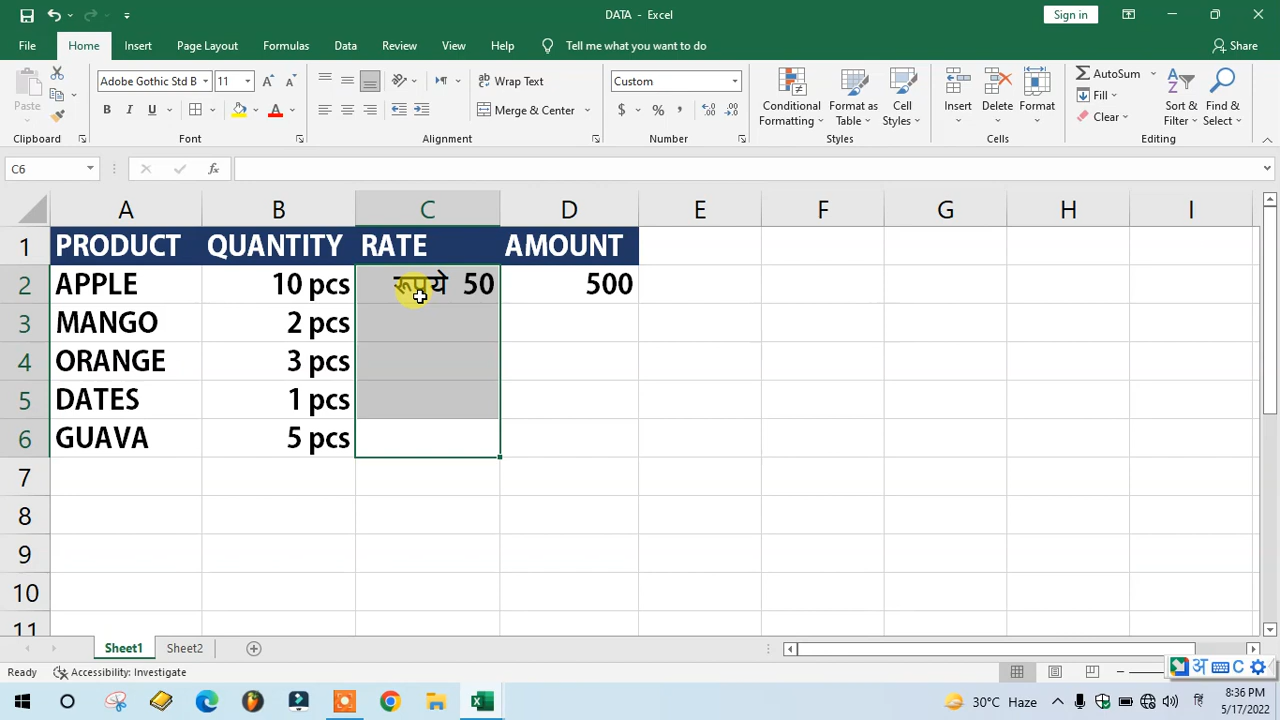 DATA - Excel
Sign in
File Home Insert Page Layout Formulas Data Review View Help Tell me what you want to do Share
Paste
Adobe Gothic Std B 11
B I U
Wrap Text
Merge & Center
Custom
$ %
Conditional Formatting
Format as Table
Cell Styles
Insert Delete Format
AutoSum
Fill
Clear
Sort & Filter
Find & Select
Clipboard Font Alignment Number Styles Cells Editing
C6 fx
A B C D E F G H I
1 PRODUCT QUANTITY RATE AMOUNT
2 APPLE 10 pcs रूपये 50 500
3 MANGO 2 pcs
4 ORANGE 3 pcs
5 DATES 1 pcs
6 GUAVA 5 pcs
7
8
9
10
11
Sheet1 Sheet2
Ready Accessibility: Investigate
अ C
30°C Haze
8:36 PM
5/17/2022